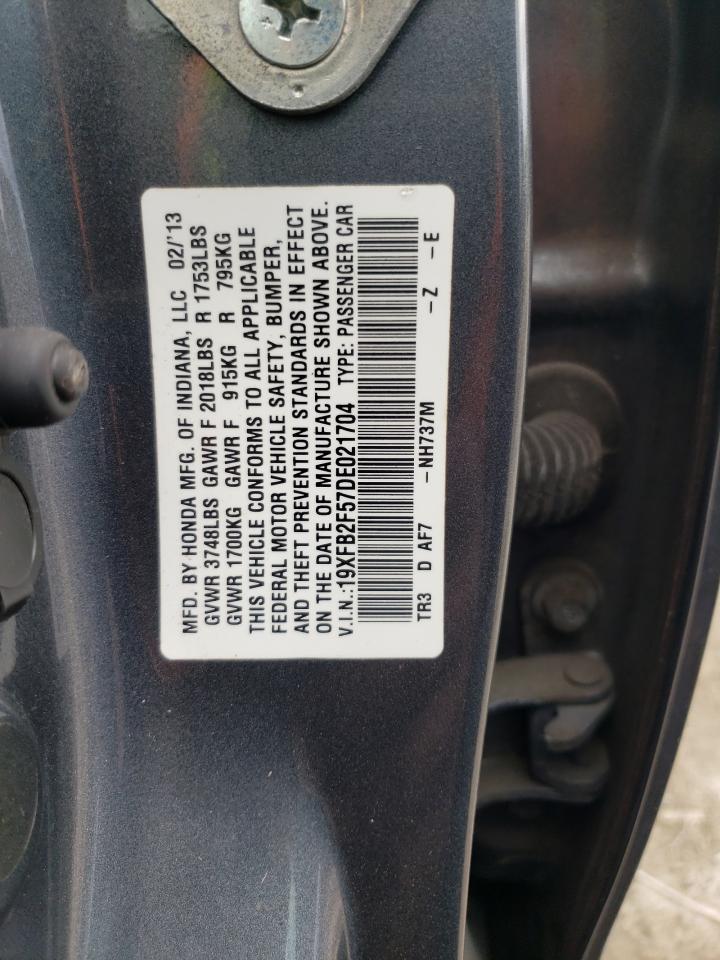 MFD. BY HONDA MFG. OF INDIANA, LLC 02/'13
GVWR 3748LBS GAWR F 2018LBS R 1753LBS
GVWR 1700KG GAWR F 915KG R 795KG
THIS VEHICLE CONFORMS TO ALL APPLICABLE
FEDERAL MOTOR VEHICLE SAFETY, BUMPER,
AND THEFT PREVENTION STANDARDS IN EFFECT
ON THE DATE OF MANUFACTURE SHOWN ABOVE.
V.I.N.:19XFB2F57DE021704 TYPE: PASSENGER CAR
TR3 D AF7 -NH737M -Z -E